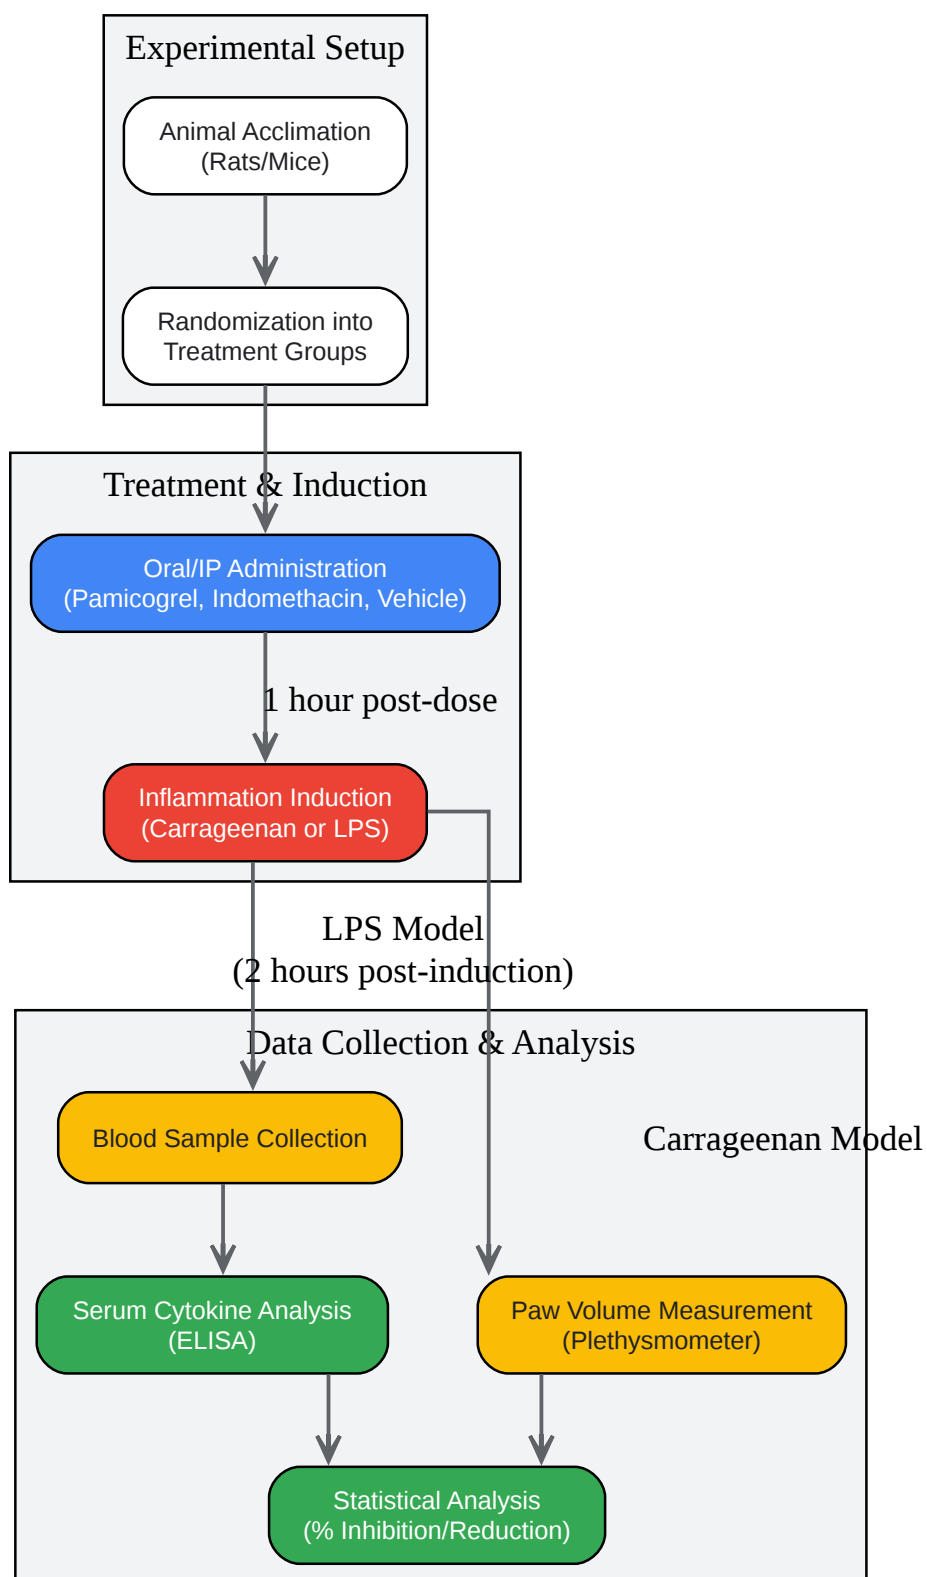 Experimental Setup
Animal Acclimation
(Rats/Mice)
Randomization into
Treatment Groups
Treatment & Induction
Oral/IP Administration
(Pamicogrel, Indomethacin, Vehicle)
1 hour post-dose
Inflammation Induction
(Carrageenan or LPS)
LPS Model
(2 hours post-induction)
Data Collection & Analysis
Blood Sample Collection
Carrageenan Model
Serum Cytokine Analysis
(ELISA)
Paw Volume Measurement
(Plethysmometer)
Statistical Analysis
(% Inhibition/Reduction)